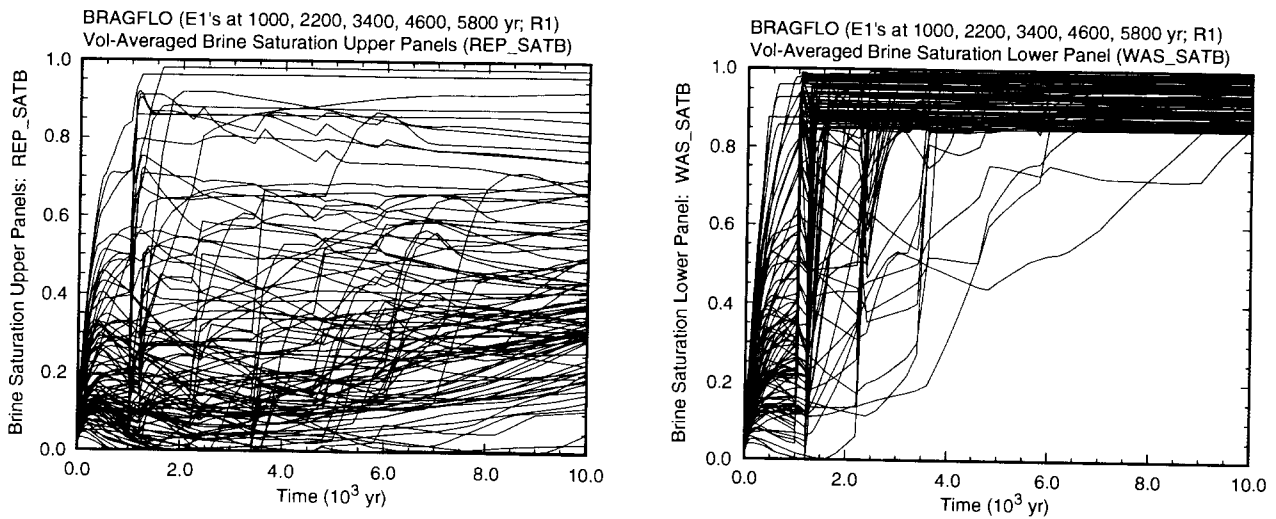 BRAGFLO (E1's at 1000, 2200, 3400, 4600, 5800 yr; R1)
Vol-Averaged Brine Saturation Upper Panels (REP_SATB)
Brine Saturation Upper Panels: REP_SATB
1.0
0.8
0.6
0.4
0.2
0.0
0.0 2.0 4.0 6.0 8.0 10.0
Time (10³ yr)
BRAGFLO (E1's at 1000, 2200, 3400, 4600, 5800 yr; R1)
Vol-Averaged Brine Saturation Lower Panel (WAS_SATB)
Brine Saturation Lower Panel: WAS_SATB
1.0
0.8
0.6
0.4
0.2
0.0
0.0 2.0 4.0 6.0 8.0 10.0
Time (10³ yr)